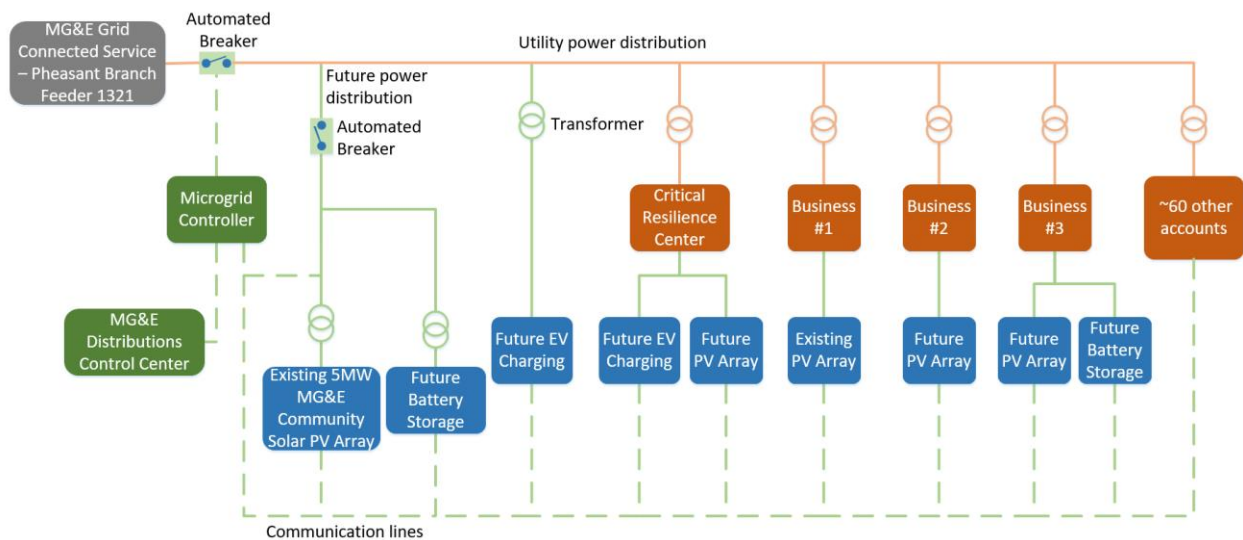 MG&E Grid
Connected Service
– Pheasant Branch
Feeder 1321
Automated
Breaker
Utility power distribution
Future power
distribution
Automated
Breaker
Transformer
Microgrid
Controller
Critical
Resilience
Center
Business
#1
Business
#2
Business
#3
~60 other
accounts
MG&E
Distributions
Control Center
Existing 5MW
MG&E
Community
Solar PV Array
Future
Battery
Storage
Future EV
Charging
Future EV
Charging
Future
PV Array
Existing
PV Array
Future
PV Array
Future
PV Array
Future
Battery
Storage
Communication lines